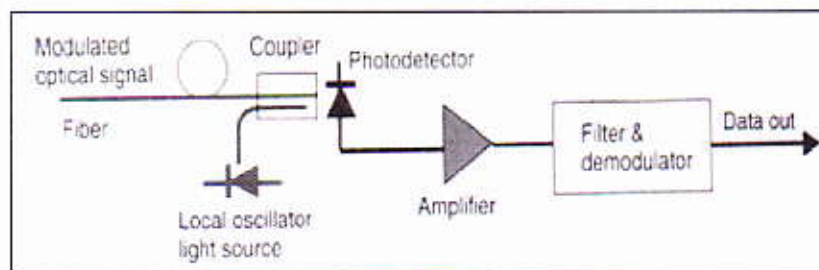 Modulated
optical signal
Coupler
Photodetector
Fiber
Filter &
demodulator
Data out
Amplifier
Local oscillator
light source